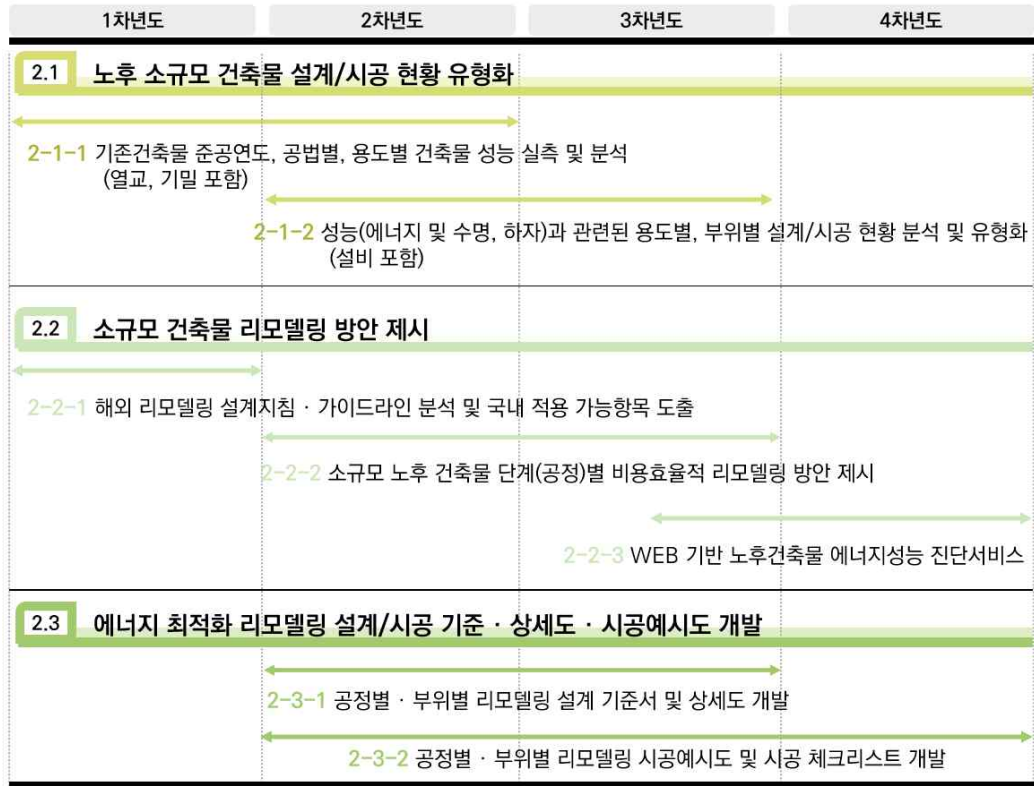 1차년도 2차년도 3차년도 4차년도
2.1 노후 소규모 건축물 설계/시공 현황 유형화
2-1-1 기존건축물 준공연도, 공법별, 용도별 건축물 성능 실측 및 분석
(열교, 기밀 포함)
2-1-2 성능(에너지 및 수명, 하자)과 관련된 용도별, 부위별 설계/시공 현황 분석 및 유형화
(설비 포함)
2.2 소규모 건축물 리모델링 방안 제시
2-2-1 해외 리모델링 설계지침 · 가이드라인 분석 및 국내 적용 가능항목 도출
2-2-2 소규모 노후 건축물 단계(공정)별 비용효율적 리모델링 방안 제시
2-2-3 WEB 기반 노후건축물 에너지성능 진단서비스
2.3 에너지 최적화 리모델링 설계/시공 기준 · 상세도 · 시공예시도 개발
2-3-1 공정별 · 부위별 리모델링 설계 기준서 및 상세도 개발
2-3-2 공정별 · 부위별 리모델링 시공예시도 및 시공 체크리스트 개발